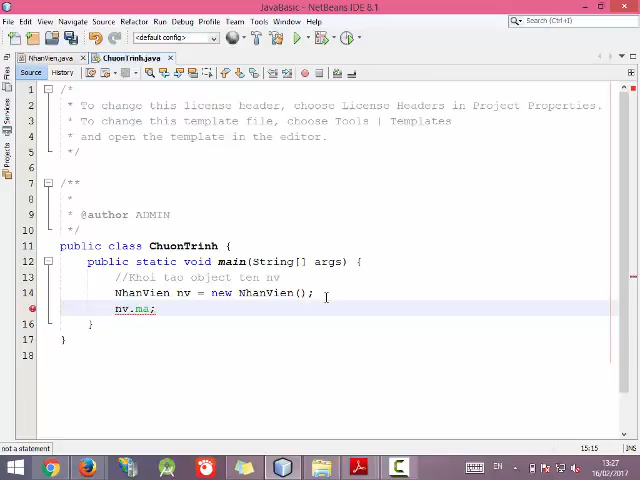 JavaBasic - NetBeans IDE 8.1
File Edit View Navigate Source Refactor Run Debug Profile Team Tools Window Help
Search (Ctrl+I)
<default config>
NhanVien.java ChuonTrinh.java
Source History
Files
Services
Projects
1 /*
2 * To change this license header, choose License Headers in Project Properties.
3 * To change this template file, choose Tools | Templates
4 * and open the template in the editor.
5 */
6
7 /**
8 *
9 * @author ADMIN
10 */
11 public class ChuonTrinh {
12 public static void main(String[] args) {
13 //Khoi tao object ten nv
14 NhanVien nv = new NhanVien();
nv.ma;
16 }
17 }
18
not a statement 15:15
EN 13:27
16/02/2017